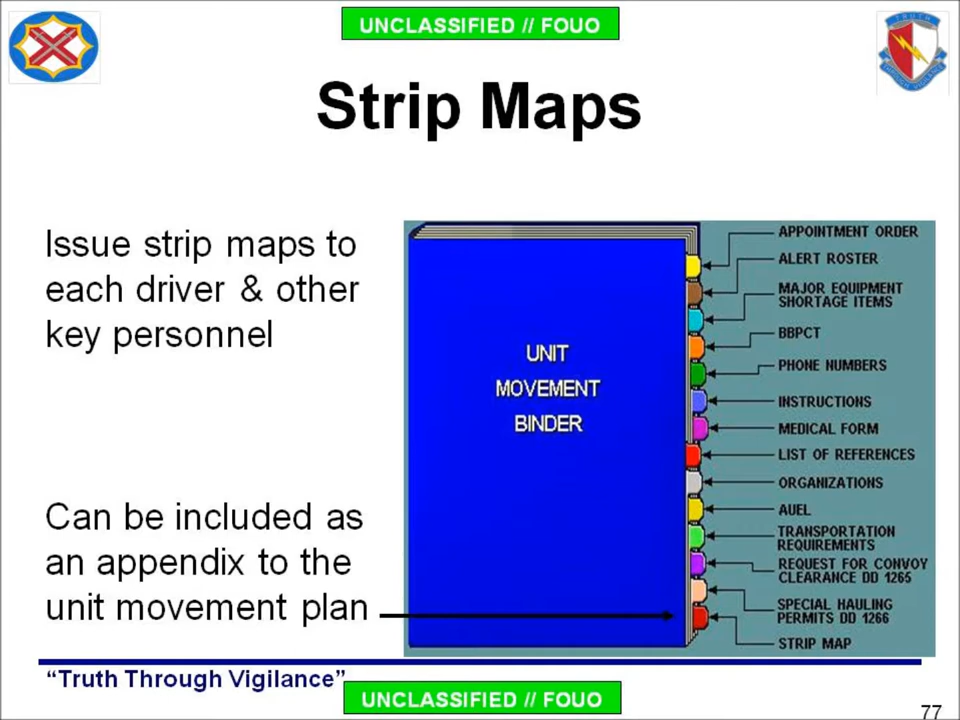 UNCLASSIFIED // FOUO
TRUTH
THROUGH VIGILANCE
Strip Maps
Issue strip maps to
each driver & other
key personnel
Can be included as
an appendix to the
unit movement plan
UNIT
MOVEMENT
BINDER
APPOINTMENT ORDER
ALERT ROSTER
MAJOR EQUIPMENT
SHORTAGE ITEMS
BBPCT
PHONE NUMBERS
INSTRUCTIONS
MEDICAL FORM
LIST OF REFERENCES
ORGANIZATIONS
AUEL
TRANSPORTATION
REQUIREMENTS
REQUEST FOR CONVOY
CLEARANCE DD 1265
SPECIAL HAULING
PERMITS DD 1266
STRIP MAP
“Truth Through Vigilance”
UNCLASSIFIED // FOUO
77